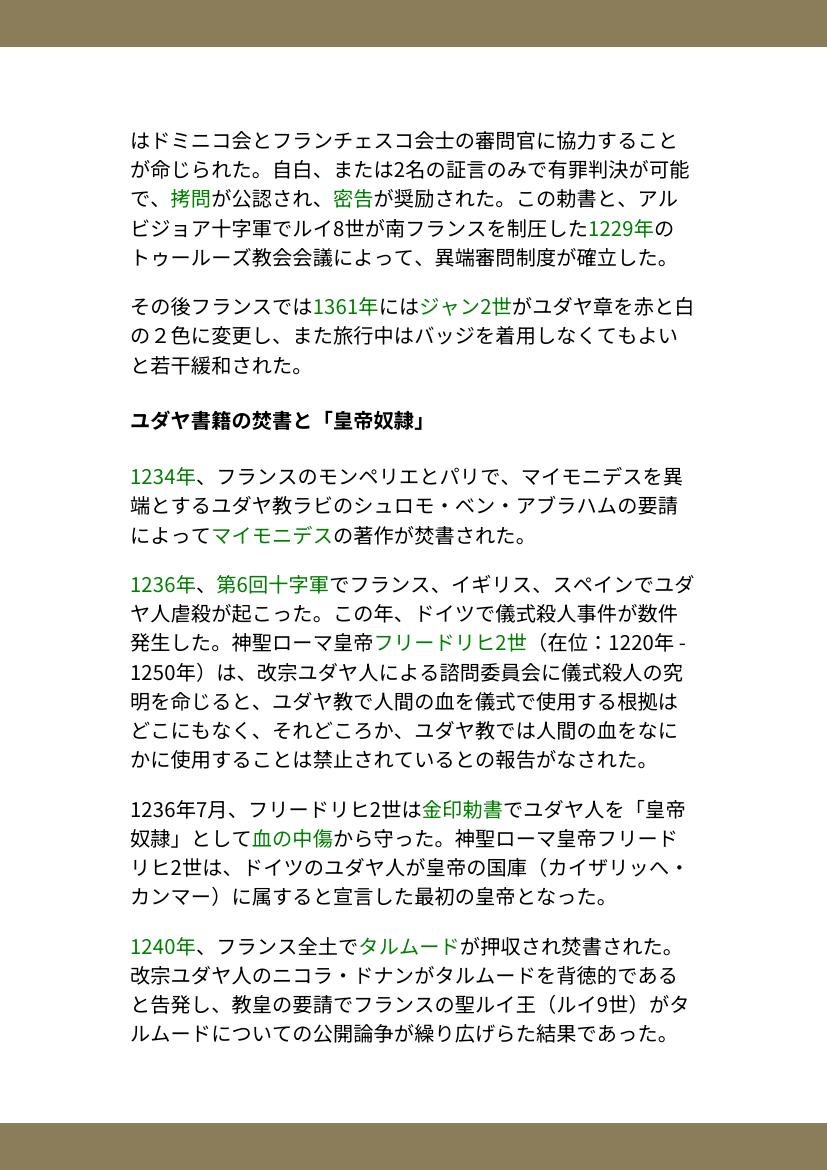 はドミニコ会とフランチェスコ会士の審問官に協力すること
が命じられた。自白、または2名の証言のみで有罪判決が可能
で、拷問が公認され、密告が奨励された。この勅書と、アル
ビジョア十字軍でルイ8世が南フランスを制圧した1229年の
トゥールーズ教会会議によって、異端審問制度が確立した。
その後フランスでは1361年にはジャン2世がユダヤ章を赤と白
の２色に変更し、また旅行中はバッジを着用しなくてもよい
と若干緩和された。
ユダヤ書籍の焚書と「皇帝奴隷」
1234年、フランスのモンペリエとパリで、マイモニデスを異
端とするユダヤ教ラビのシュロモ・ベン・アブラハムの要請
によってマイモニデスの著作が焚書された。
1236年、第6回十字軍でフランス、イギリス、スペインでユダ
ヤ人虐殺が起こった。この年、ドイツで儀式殺人事件が数件
発生した。神聖ローマ皇帝フリードリヒ2世（在位：1220年 -
1250年）は、改宗ユダヤ人による諮問委員会に儀式殺人の究
明を命じると、ユダヤ教で人間の血を儀式で使用する根拠は
どこにもなく、それどころか、ユダヤ教では人間の血をなに
かに使用することは禁止されているとの報告がなされた。
1236年7月、フリードリヒ2世は金印勅書でユダヤ人を「皇帝
奴隷」として血の中傷から守った。神聖ローマ皇帝フリード
リヒ2世は、ドイツのユダヤ人が皇帝の国庫（カイザリッヘ・
カンマー）に属すると宣言した最初の皇帝となった。
1240年、フランス全土でタルムードが押収され焚書された。
改宗ユダヤ人のニコラ・ドナンがタルムードを背徳的である
と告発し、教皇の要請でフランスの聖ルイ王（ルイ9世）がタ
ルムードについての公開論争が繰り広げらた結果であった。